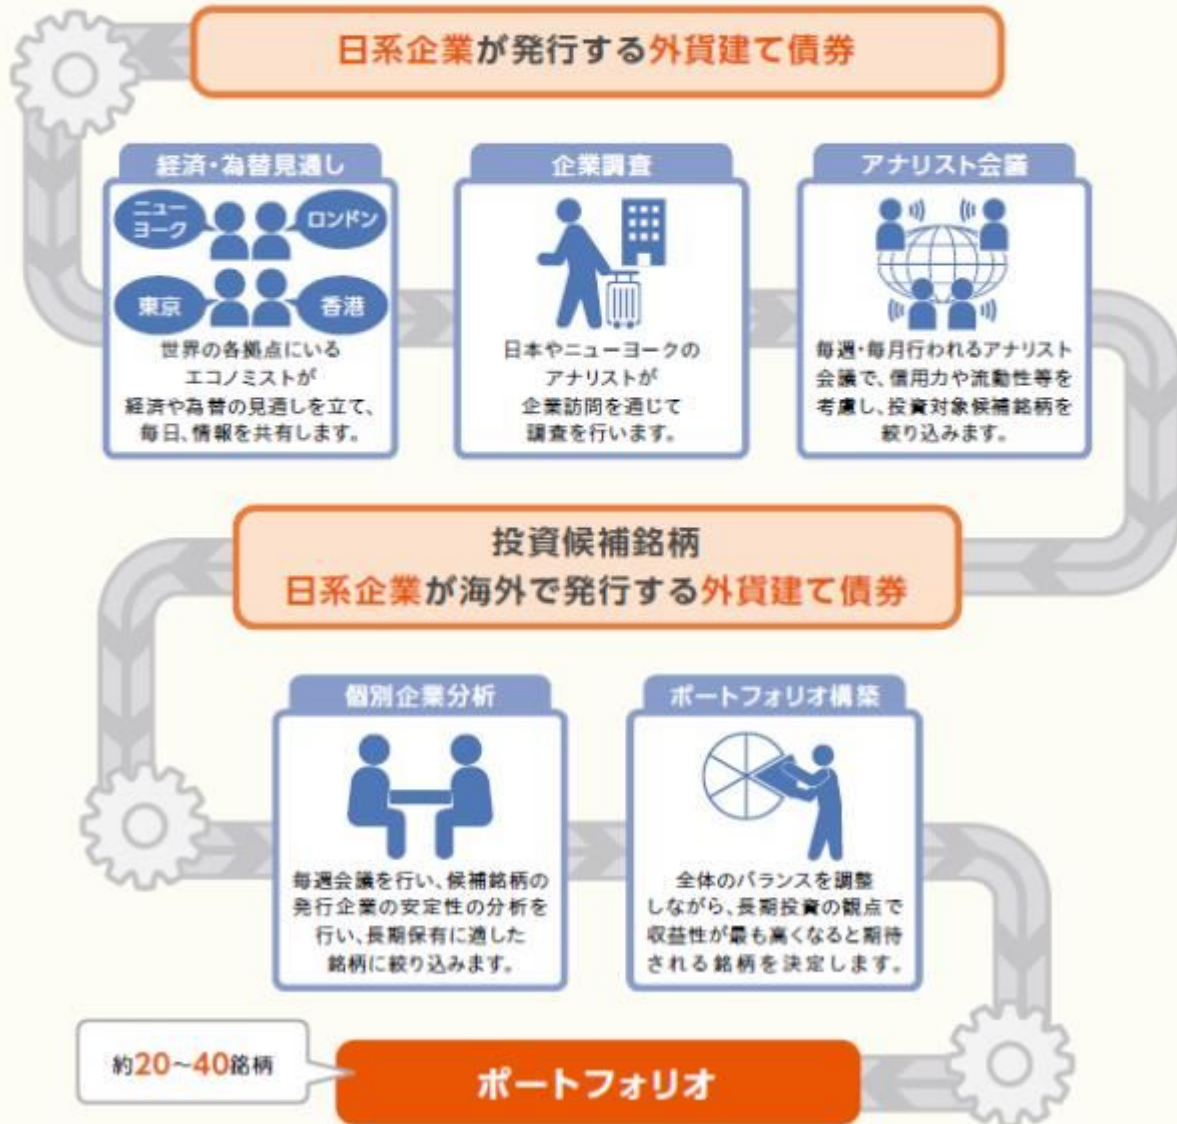 日系企業が発行する外貨建て債券
経済・為替見通し
ニュー
ヨーク
ロンドン
東京
香港
世界の各拠点にいる
エコノミストが
経済や為替の見通しを立て、
毎日、情報を共有します。
企業調査
日本やニューヨークの
アナリストが
企業訪問を通じて
調査を行います。
アナリスト会議
毎週・毎月行われるアナリスト
会議で、信用力や流動性等を
考慮し、投資対象候補銘柄を
絞り込みます。
投資候補銘柄
日系企業が海外で発行する外貨建て債券
個別企業分析
毎週会議を行い、候補銘柄の
発行企業の安定性の分析を
行い、長期保有に適した
銘柄に絞り込みます。
ポートフォリオ構築
全体のバランスを調整
しながら、長期投資の観点で
収益性が最も高くなると期待
される銘柄を決定します。
約20～40銘柄
ポートフォリオ